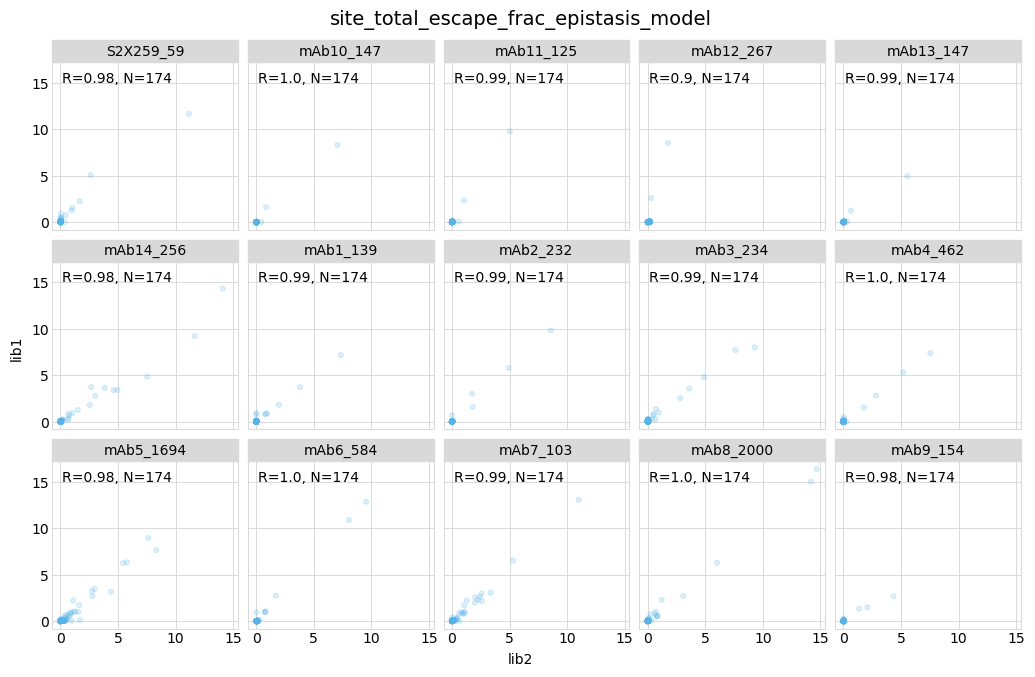 site_total_escape_frac_epistasis_model
S2X259_59 mAb10_147 mAb11_125 mAb12_267 mAb13_147
R=0.98, N=174 R=1.0, N=174 R=0.99, N=174 R=0.9, N=174 R=0.99, N=174
15
10
5
0
mAb14_256 mAb1_139 mAb2_232 mAb3_234 mAb4_462
R=0.98, N=174 R=0.99, N=174 R=0.99, N=174 R=0.99, N=174 R=1.0, N=174
15
10
5
0
lib1
mAb5_1694 mAb6_584 mAb7_103 mAb8_2000 mAb9_154
R=0.98, N=174 R=1.0, N=174 R=0.99, N=174 R=1.0, N=174 R=0.98, N=174
15
10
5
0
0 5 10 15 0 5 10 15 0 5 10 15 0 5 10 15 0 5 10 15
lib2